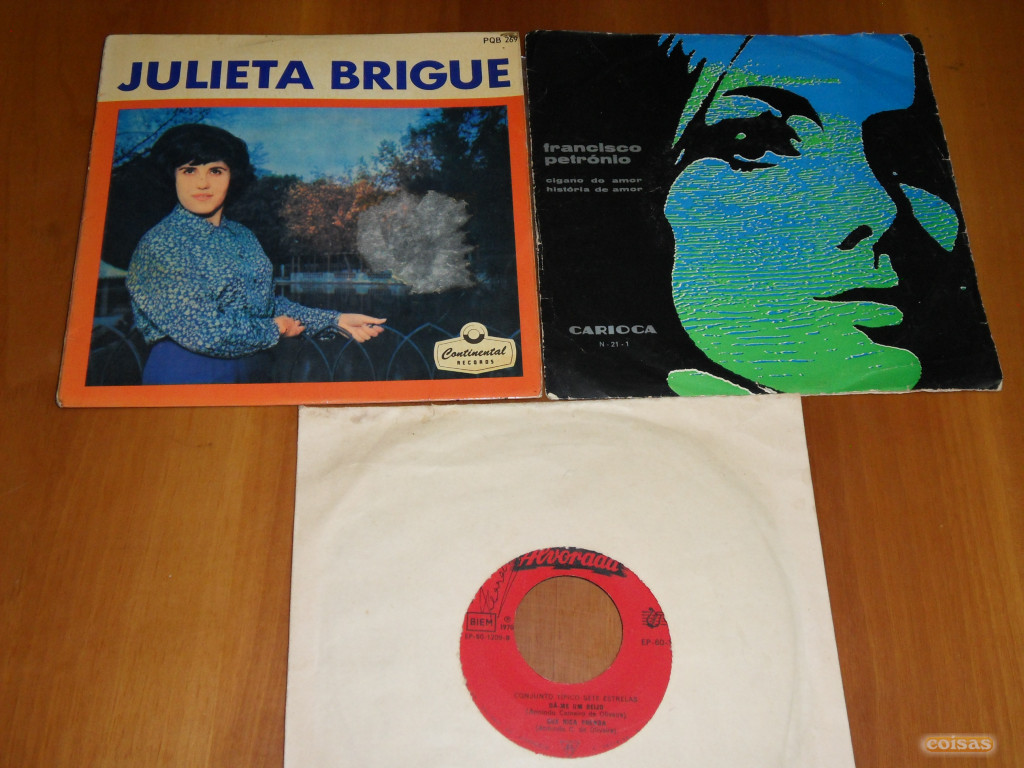 PQB 269
JULIETA BRIGUE
Continental
RECORDS
francisco
petrónio
cigano de amor
história de amor
CARIOCA
N - 21 - 1
Alvorada
BIEM
℗
1970
EP-60-
CONJUNTO
SETE ESTRELAS
DÁ-ME UM BEIJO
coisas